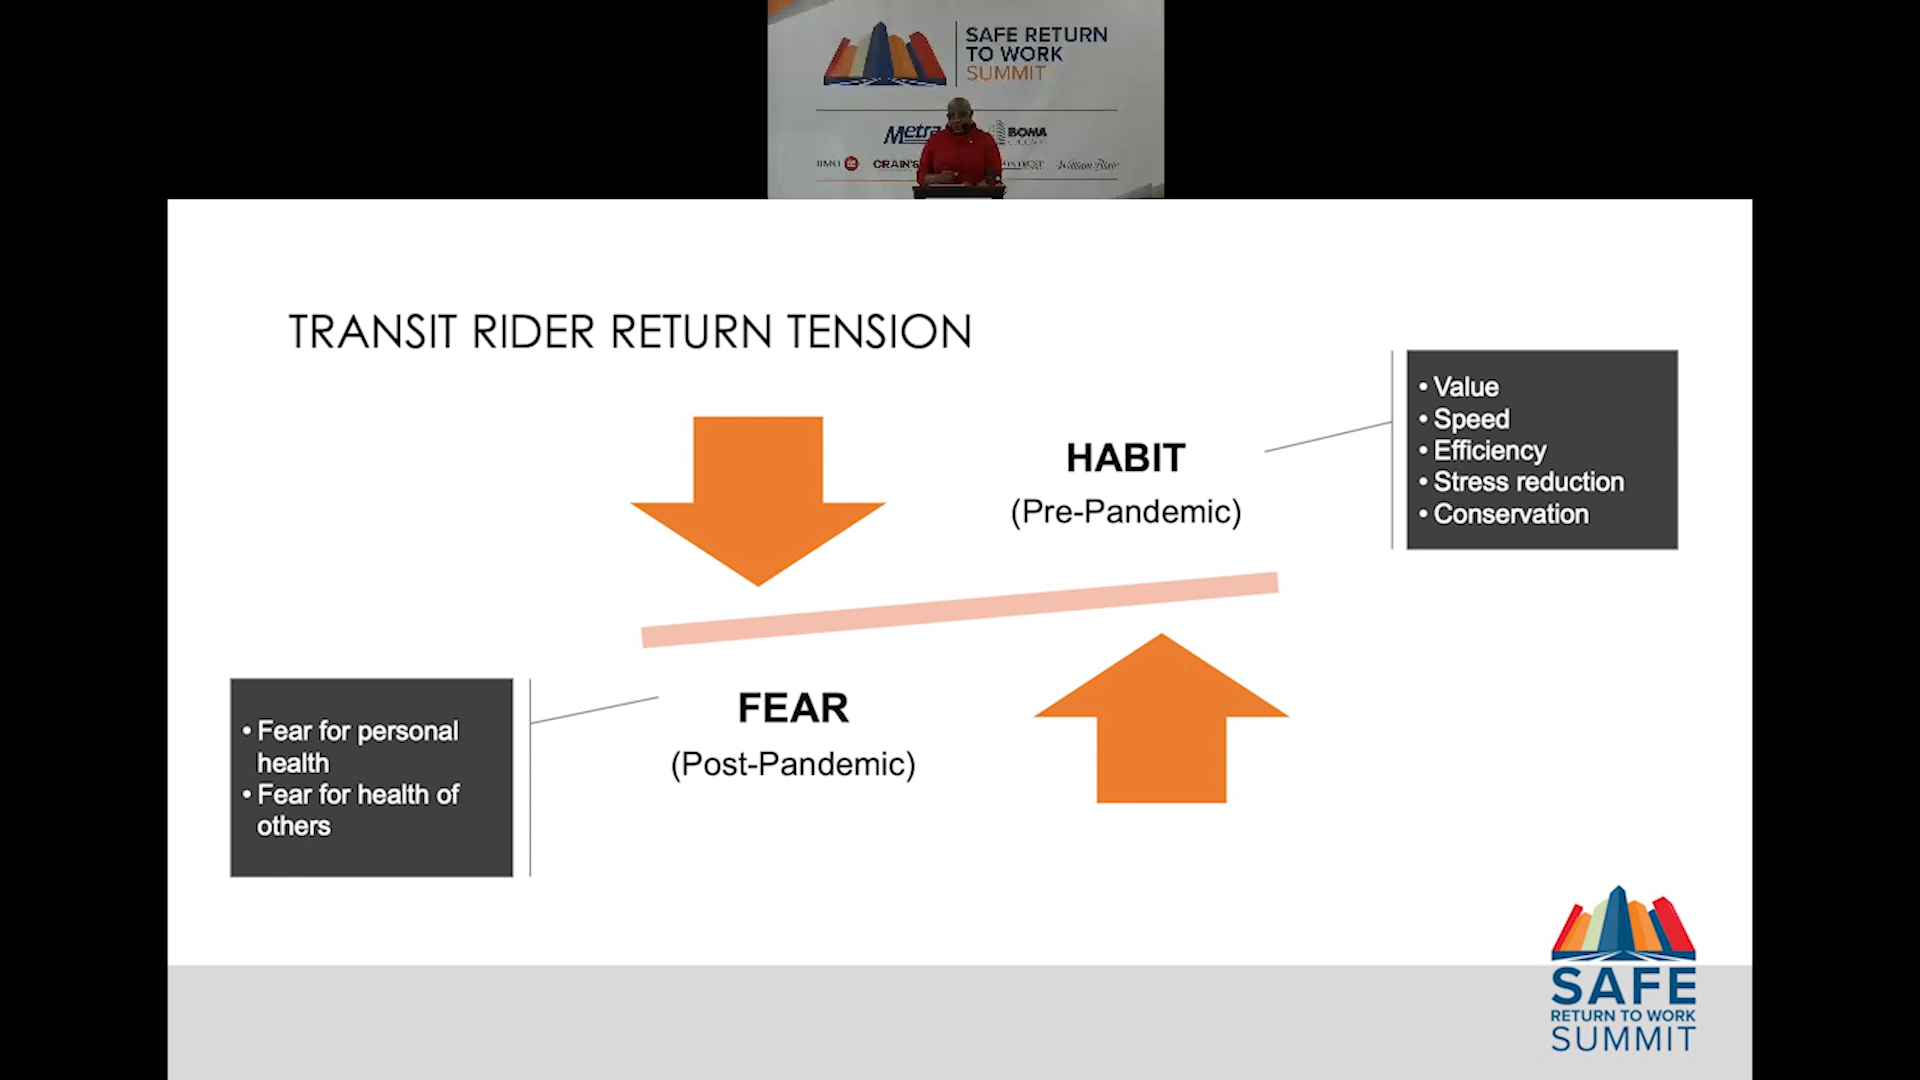 SAFE RETURN
TO WORK
SUMMIT
Metra
BOMA
CRAIN'S
William Blair
TRANSIT RIDER RETURN TENSION
HABIT
(Pre-Pandemic)
• Value
• Speed
• Efficiency
• Stress reduction
• Conservation
FEAR
(Post-Pandemic)
• Fear for personal
health
• Fear for health of
others
SAFE
RETURN TO WORK
SUMMIT